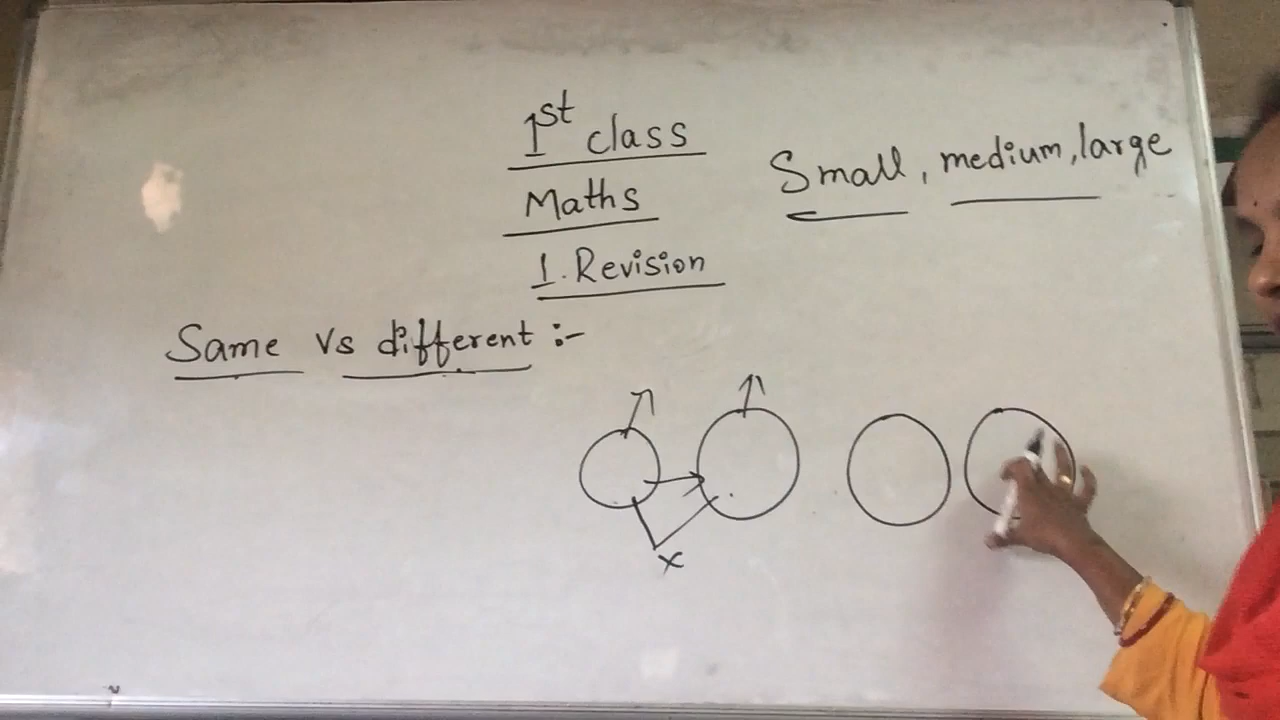 1st class
Maths
Small, medium, large
1. Revision
Same Vs different :-
x